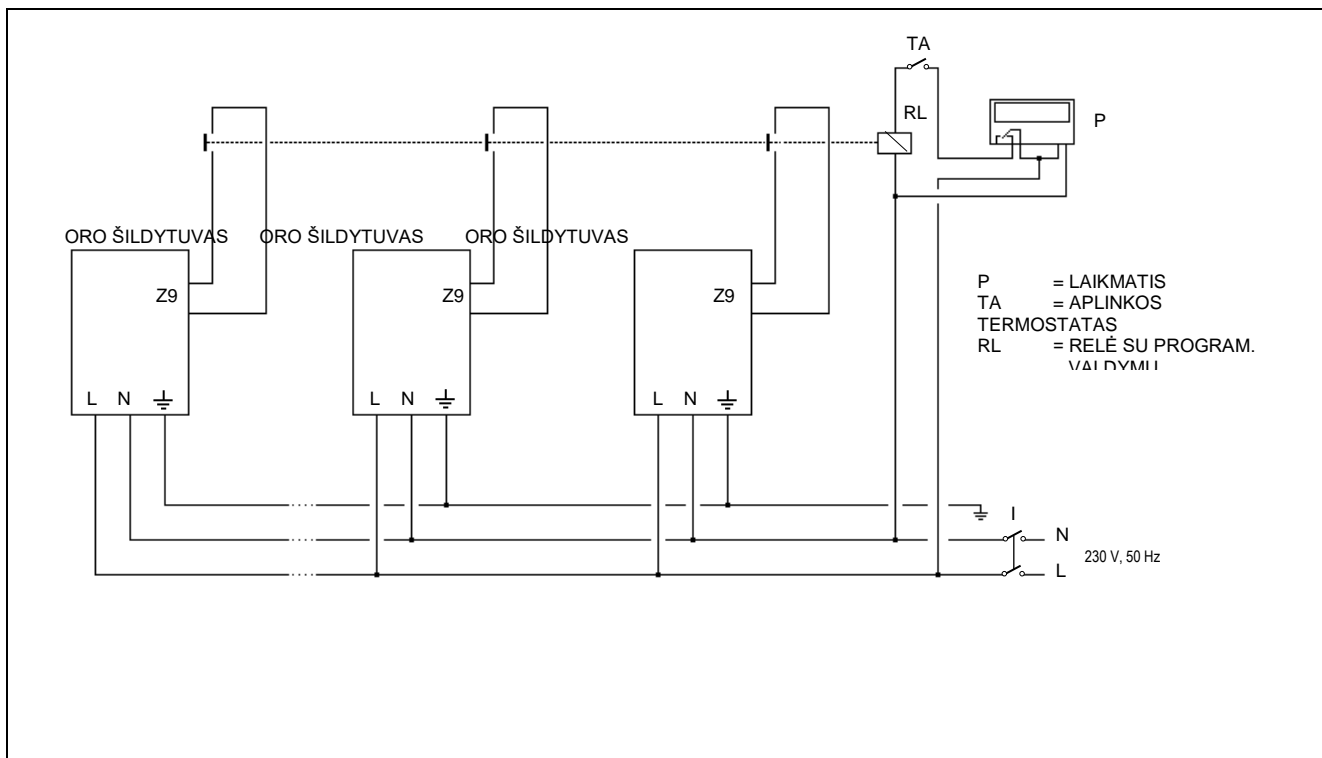 TA
RL
P
ORO ŠILDYTUVAS ORO ŠILDYTUVAS ORO ŠILDYTUVAS
Z9 Z9 Z9
P = LAIKMATIS
TA = APLINKOS
TERMOSTATAS
RL = RELĖ SU PROGRAM.
VALDYMU
L N L N L N
I
N
230 V, 50 Hz
L